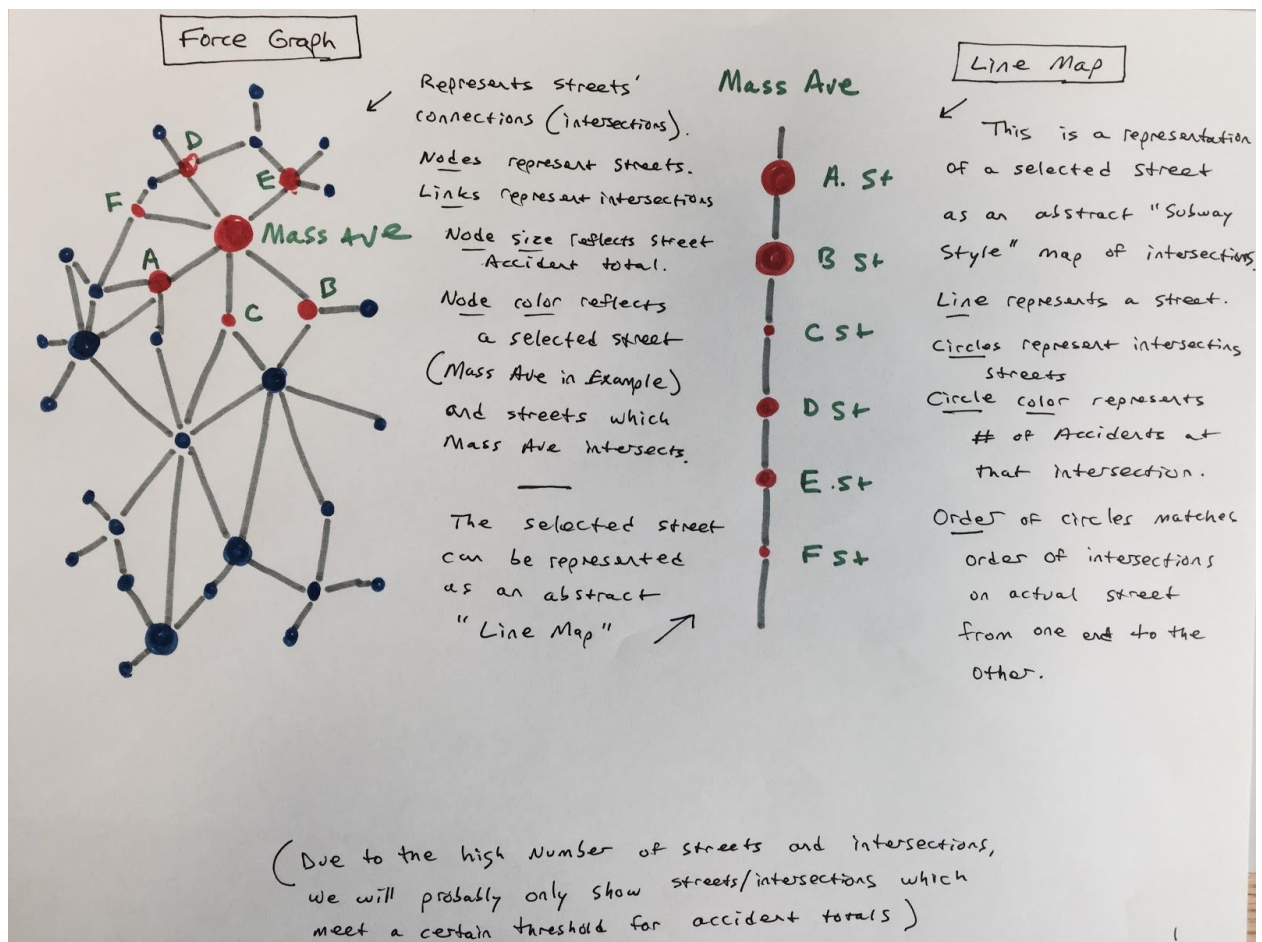 Force Graph
D
E
F
Mass Ave
A
B
C
Represents streets'
connections (intersections).
Nodes represent streets.
Links represent intersections
Node size reflects street
Accident total.
Node color reflects
a selected street
(Mass Ave in Example)
and streets which
Mass Ave intersects.
The selected street
can be represented
as an abstract
"Line Map"
Mass Ave
A. St
B St
C St
D St
E. St
F St
Line Map
This is a representation
of a selected street
as an abstract "Subway
Style" map of intersections.
Line represents a street.
Circles represent intersecting
streets
Circle color represents
# of Accidents at
that intersection.
Order of circles matches
order of intersections
on actual street
from one end to the
other.
(Due to the high Number of streets and intersections,
we will probably only show streets/intersections which
meet a certain threshold for accident totals)